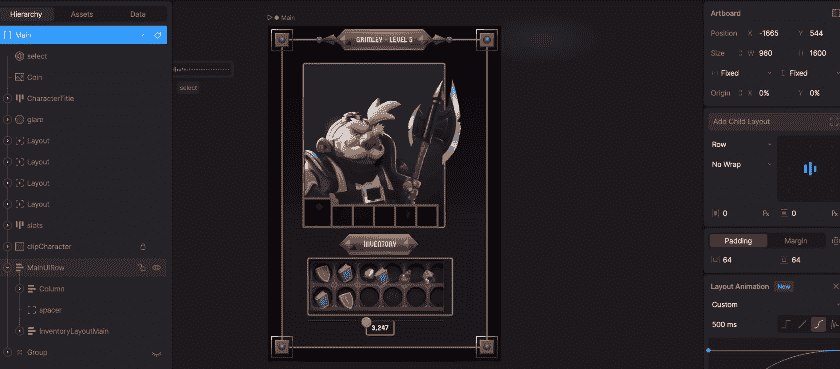 Hierarchy
Assets
Data
Main
select
Coin
CharacterTitle
glare
Layout
Layout
Layout
Layout
slots
clipCharacter
MainUIRow
Column
spacer
InventoryLayoutMain
Group
select
Main
GRIMLEY - LEVEL 5
INVENTORY
3,247
Artboard
Position X -1665 Y 544
Size W 960 H 1600
Fixed Fixed
Origin X 0% Y 0%
Add Child Layout
Row
No Wrap
0 Px 0 Px
Padding Margin
64 64
Layout Animation New
Custom
500 ms